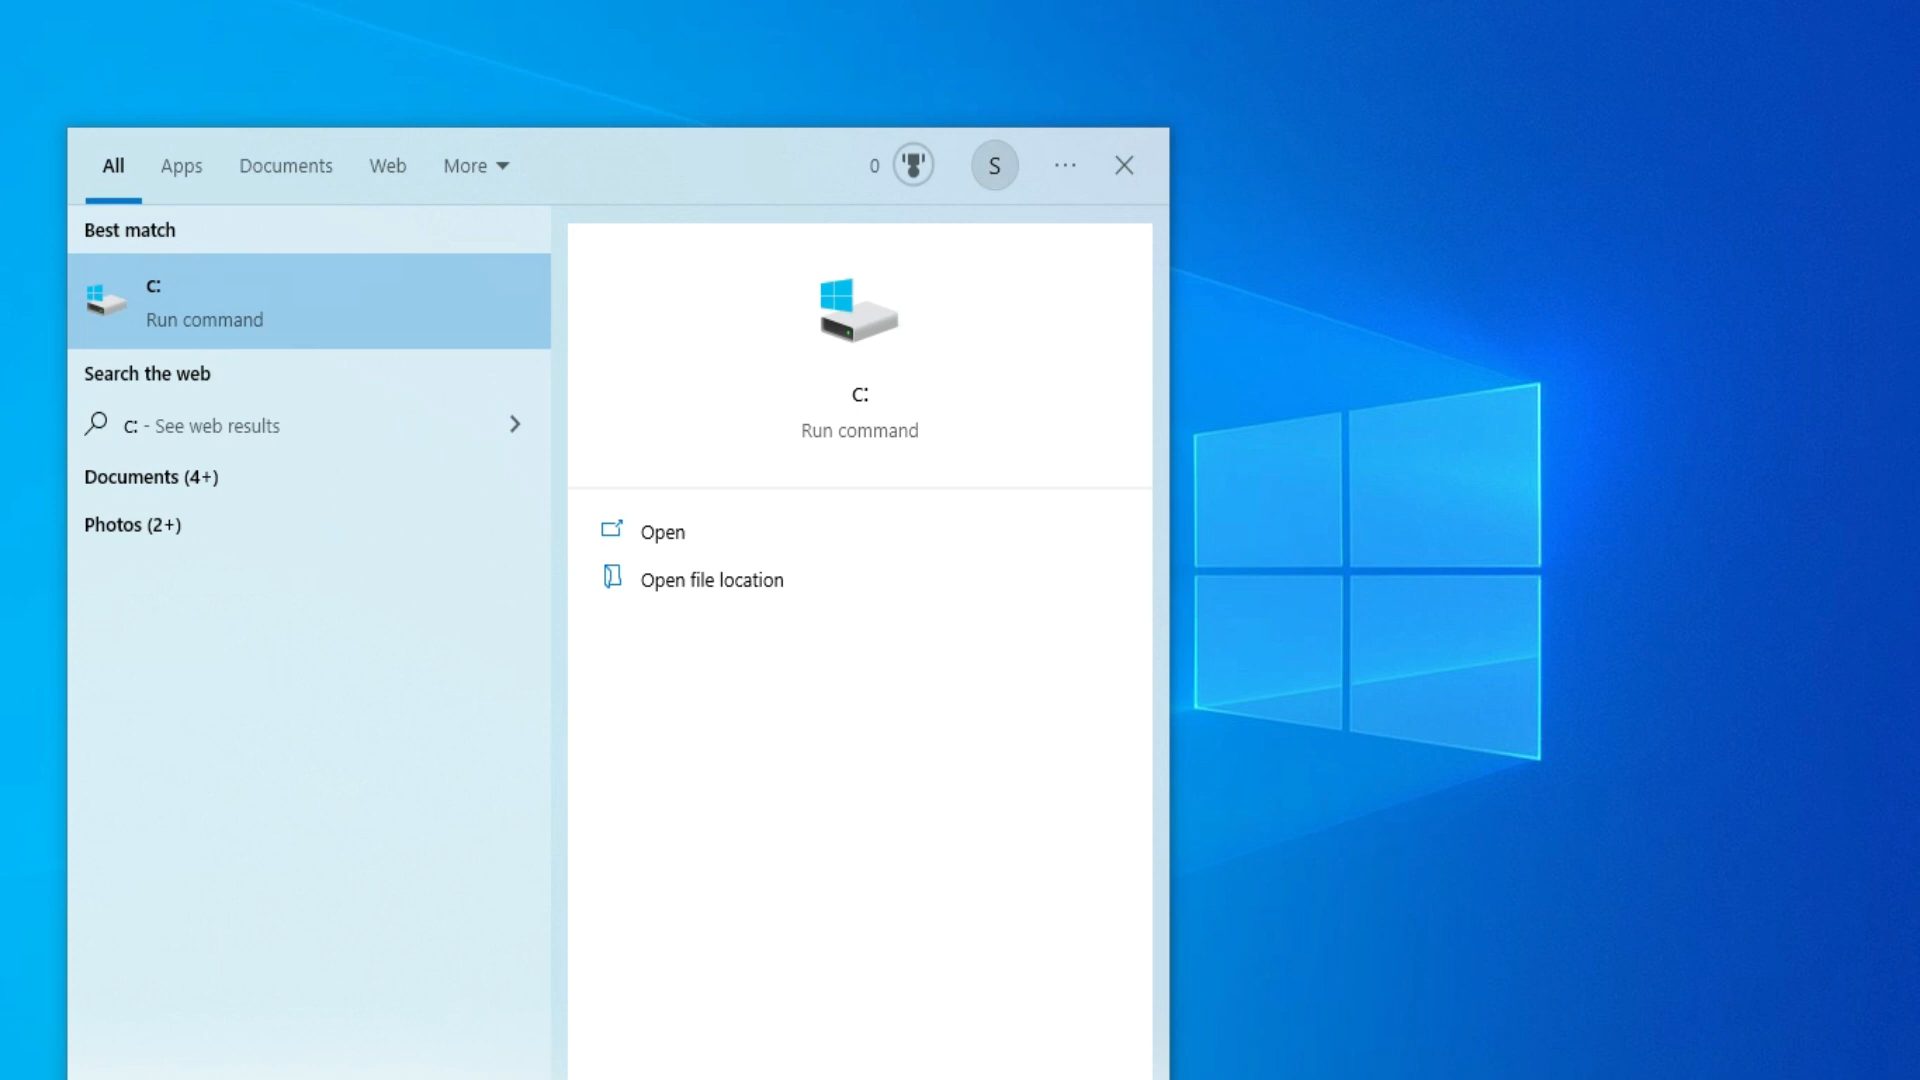 All Apps Documents Web More 0 S
Best match
C:
Run command
Search the web
C: - See web results
Documents (4+)
Photos (2+)
C:
Run command
Open
Open file location